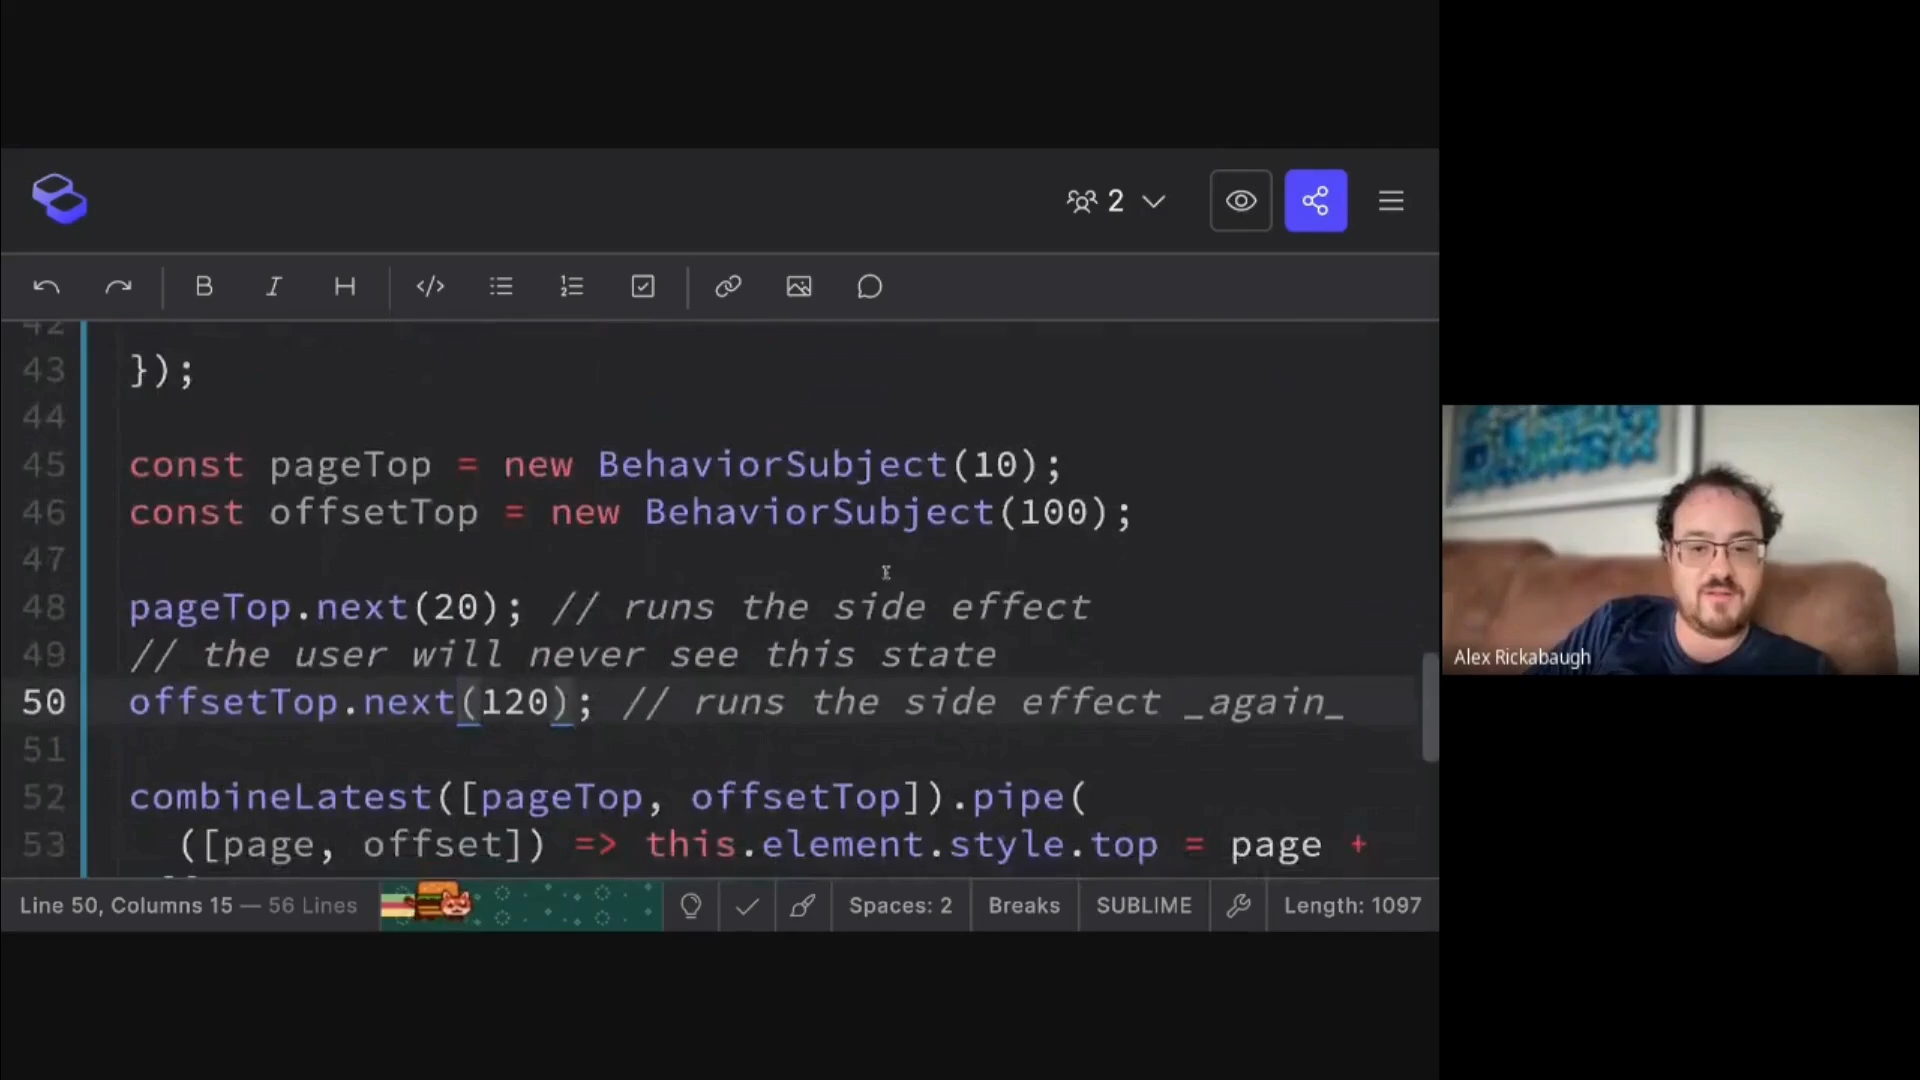 2
42
43 });
44
45 const pageTop = new BehaviorSubject(10);
46 const offsetTop = new BehaviorSubject(100);
47
48 pageTop.next(20); // runs the side effect
49 // the user will never see this state
50 offsetTop.next(120); // runs the side effect _again_
51
52 combineLatest([pageTop, offsetTop]).pipe(
53 ([page, offset]) => this.element.style.top = page +
Line 50, Columns 15 — 56 Lines
Spaces: 2
Breaks
SUBLIME
Length: 1097
Alex Rickabaugh